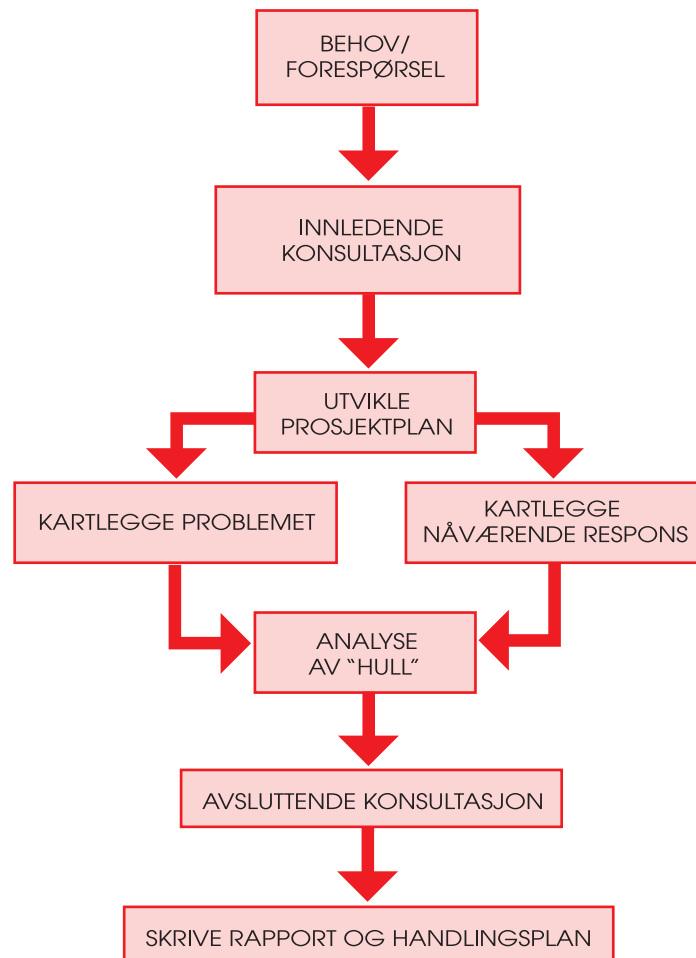 BEHOV/
FORESPØRSEL
INNLEDENDE
KONSULTASJON
UTVIKLE
PROSJEKTPLAN
KARTLEGGE PROBLEMET
KARTLEGGE
NÅVÆRENDE RESPONS
ANALYSE
AV “HULL”
AVSLUTTENDE KONSULTASJON
SKRIVE RAPPORT OG HANDLINGSPLAN